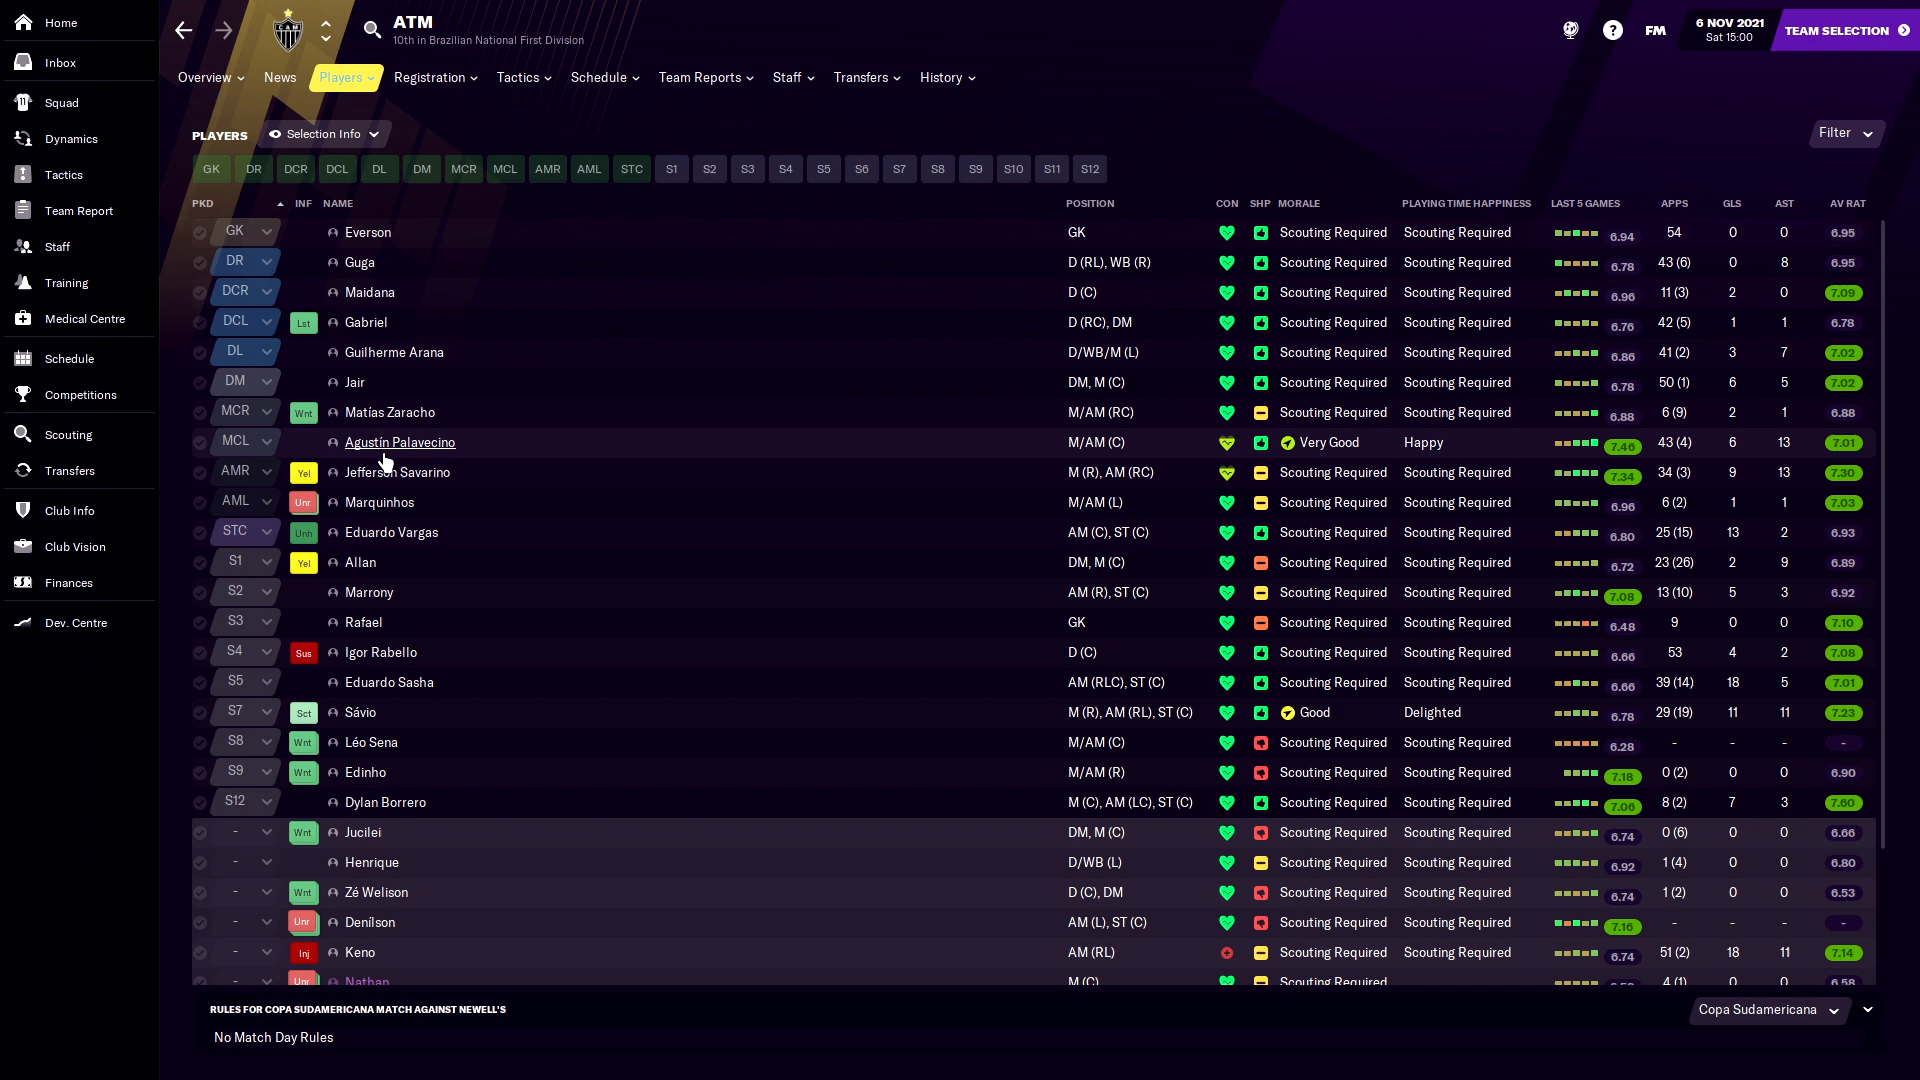 Home
Inbox
Squad
Dynamics
Tactics
Team Report
Staff
Training
Medical Centre
Schedule
Competitions
Scouting
Transfers
Club Info
Club Vision
Finances
Dev. Centre
ATM
10th in Brazilian National First Division
FM
6 NOV 2021
Sat 15:00
TEAM SELECTION
Overview News Players Registration Tactics Schedule Team Reports Staff Transfers History
PLAYERS Selection Info Filter
GK DR DCR DCL DL DM MCR MCL AMR AML STC S1 S2 S3 S4 S5 S6 S7 S8 S9 S10 S11 S12
PKD INF NAME POSITION CON SHP MORALE PLAYING TIME HAPPINESS LAST 5 GAMES APPS GLS AST AV RAT
GK Everson GK Scouting Required Scouting Required 6.94 54 0 0 6.95
DR Guga D (RL), WB (R) Scouting Required Scouting Required 6.78 43 (6) 0 8 6.95
DCR Maidana D (C) Scouting Required Scouting Required 6.96 11 (3) 2 0 7.09
DCL Lst Gabriel D (RC), DM Scouting Required Scouting Required 6.76 42 (5) 1 1 6.78
DL Guilherme Arana D/WB/M (L) Scouting Required Scouting Required 6.86 41 (2) 3 7 7.02
DM Jair DM, M (C) Scouting Required Scouting Required 6.78 50 (1) 6 5 7.02
MCR Wnt Matías Zaracho M/AM (RC) Scouting Required Scouting Required 6.88 6 (9) 2 1 6.88
MCL Agustín Palavecino M/AM (C) Very Good Happy 7.46 43 (4) 6 13 7.01
AMR Yel Jefferson Savarino M (R), AM (RC) Scouting Required Scouting Required 7.34 34 (3) 9 13 7.30
AML Unr Marquinhos M/AM (L) Scouting Required Scouting Required 6.96 6 (2) 1 1 7.03
STC Unh Eduardo Vargas AM (C), ST (C) Scouting Required Scouting Required 6.80 25 (15) 13 2 6.93
S1 Yel Allan DM, M (C) Scouting Required Scouting Required 6.72 23 (26) 2 9 6.89
S2 Marrony AM (R), ST (C) Scouting Required Scouting Required 7.08 13 (10) 5 3 6.92
S3 Rafael GK Scouting Required Scouting Required 6.48 9 0 0 7.10
S4 Sus Igor Rabello D (C) Scouting Required Scouting Required 6.66 53 4 2 7.08
S5 Eduardo Sasha AM (RLC), ST (C) Scouting Required Scouting Required 6.66 39 (14) 18 5 7.01
S7 Sct Sávio M (R), AM (RL), ST (C) Good Delighted 6.78 29 (19) 11 11 7.23
S8 Wnt Léo Sena M/AM (C) Scouting Required Scouting Required 6.28 - - - -
S9 Wnt Edinho M/AM (R) Scouting Required Scouting Required 7.18 0 (2) 0 0 6.90
S12 Dylan Borrero M (C), AM (LC), ST (C) Scouting Required Scouting Required 7.06 8 (2) 7 3 7.60
- Wnt Jucilei DM, M (C) Scouting Required Scouting Required 6.74 0 (6) 0 0 6.66
- Henrique D/WB (L) Scouting Required Scouting Required 6.92 1 (4) 0 0 6.80
- Wnt Zé Welison D (C), DM Scouting Required Scouting Required 6.74 1 (2) 0 0 6.53
- Unr Denílson AM (L), ST (C) Scouting Required Scouting Required 7.16 - - - -
- Inj Keno AM (RL) Scouting Required Scouting Required 6.74 51 (2) 18 11 7.14
- Unr Nathan M (C) Scouting Required 4 (1) 0 0 6.58
RULES FOR COPA SUDAMERICANA MATCH AGAINST NEWELL'S Copa Sudamericana
No Match Day Rules